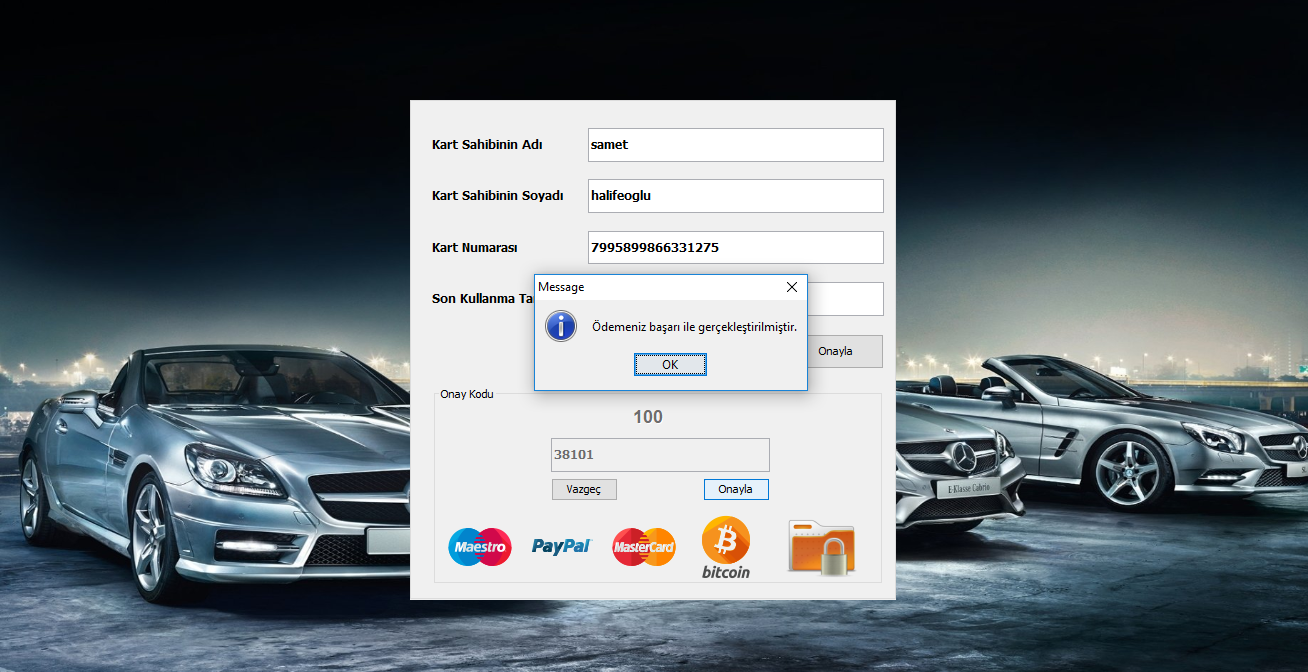 Kart Sahibinin Adı
samet
Kart Sahibinin Soyadı
halifeoglu
Kart Numarası
7995899866331275
Message
Son Kullanma Ta
Ödemeniz başarı ile gerçekleştirilmiştir.
Onayla
OK
Onay Kodu
100
38101
Vazgeç
Onayla
E-Klasse Cabrio
Maestro
PayPal
MasterCard
bitcoin